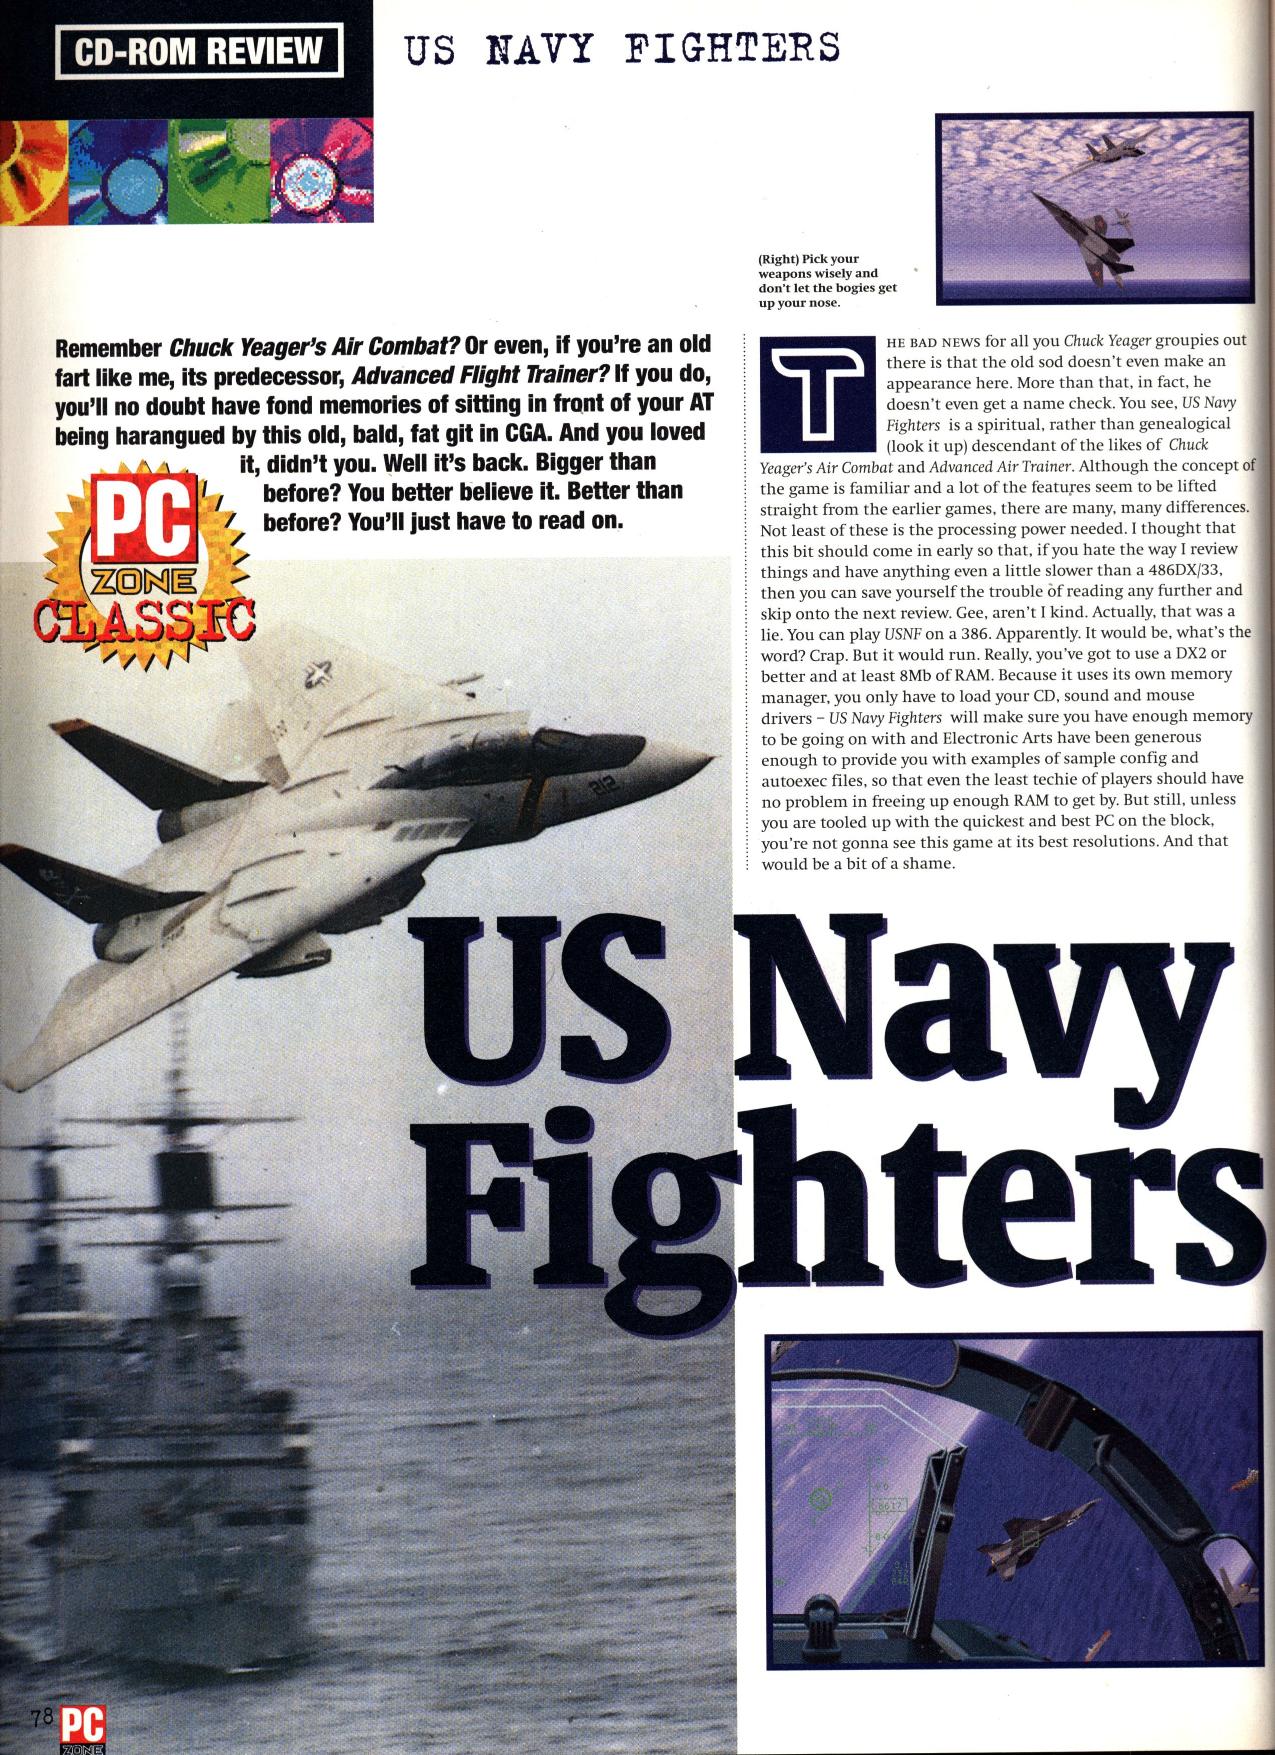 CD-ROM REVIEW
US NAVY FIGHTERS
(Right) Pick your
weapons wisely and
don't let the bogies get
up your nose.
Remember Chuck Yeager's Air Combat? Or even, if you're an old
fart like me, its predecessor, Advanced Flight Trainer? If you do,
you'll no doubt have fond memories of sitting in front of your AT
being harangued by this old, bald, fat git in CGA. And you loved
it, didn't you. Well it's back. Bigger than
before? You better believe it. Better than
before? You'll just have to read on.
PC
ZONE
CLASSIC
THE BAD NEWS for all you Chuck Yeager groupies out
there is that the old sod doesn't even make an
appearance here. More than that, in fact, he
doesn't even get a name check. You see, US Navy
Fighters is a spiritual, rather than genealogical
(look it up) descendant of the likes of Chuck
Yeager's Air Combat and Advanced Air Trainer. Although the concept of
the game is familiar and a lot of the features seem to be lifted
straight from the earlier games, there are many, many differences.
Not least of these is the processing power needed. I thought that
this bit should come in early so that, if you hate the way I review
things and have anything even a little slower than a 486DX/33,
then you can save yourself the trouble of reading any further and
skip onto the next review. Gee, aren't I kind. Actually, that was a
lie. You can play USNF on a 386. Apparently. It would be, what's the
word? Crap. But it would run. Really, you've got to use a DX2 or
better and at least 8Mb of RAM. Because it uses its own memory
manager, you only have to load your CD, sound and mouse
drivers – US Navy Fighters will make sure you have enough memory
to be going on with and Electronic Arts have been generous
enough to provide you with examples of sample config and
autoexec files, so that even the least techie of players should have
no problem in freeing up enough RAM to get by. But still, unless
you are tooled up with the quickest and best PC on the block,
you're not gonna see this game at its best resolutions. And that
would be a bit of a shame.
212
US Navy
Fighters
8617
78
PC
ZONE